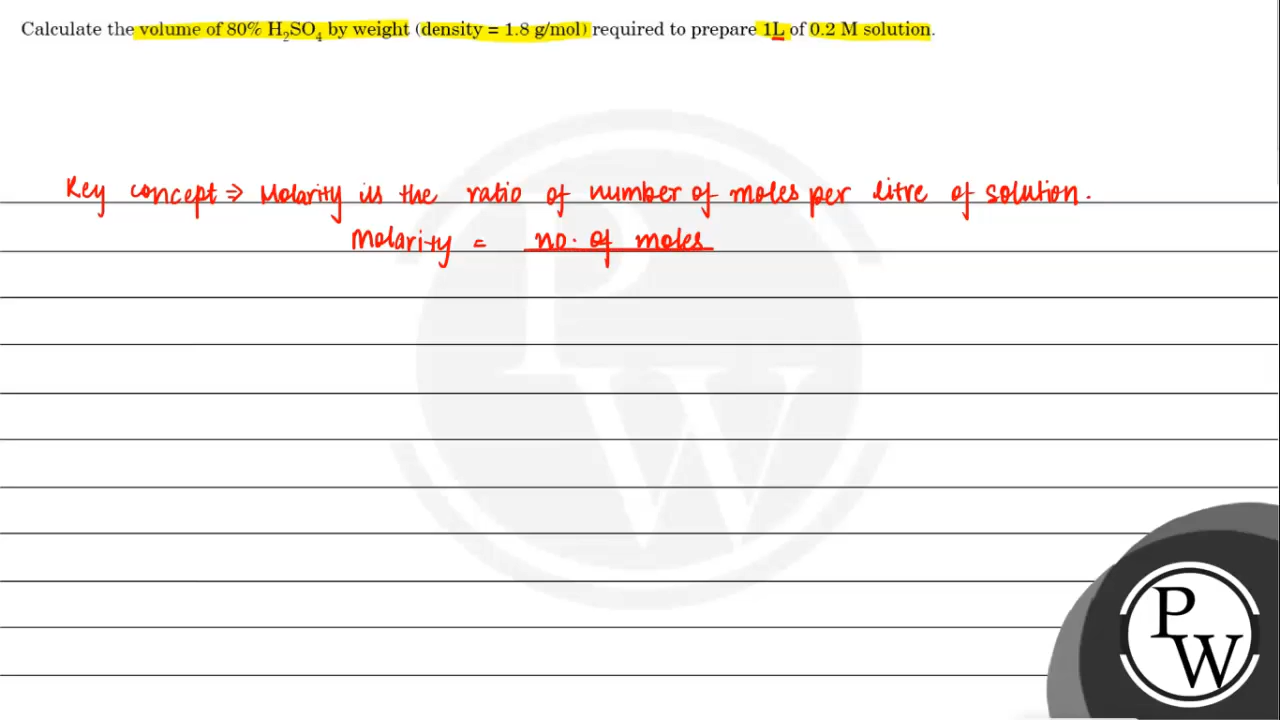 Calculate the volume of 80% H₂SO₄ by weight (density = 1.8 g/mol) required to prepare 1L of 0.2 M solution.
Key concept ⇒ Molarity is the ratio of number of moles per litre of solution.
Molarity = no. of moles
PW
PW